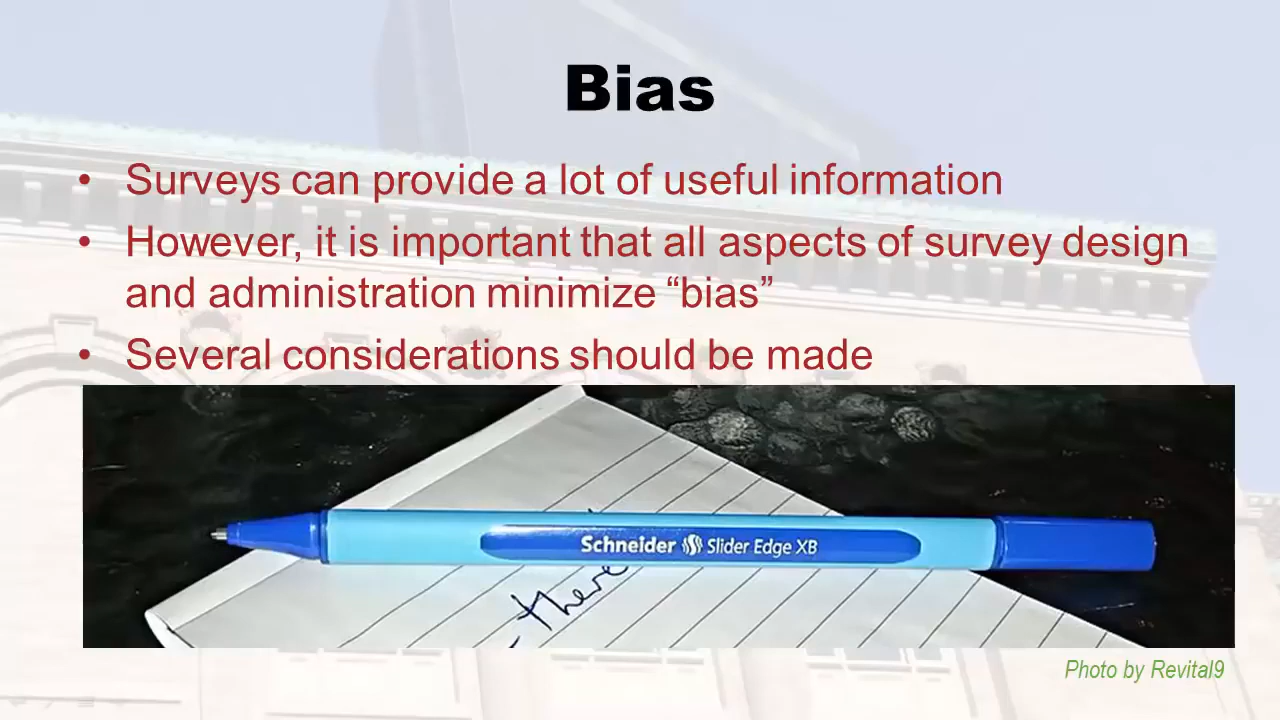 Bias
• Surveys can provide a lot of useful information
• However, it is important that all aspects of survey design
and administration minimize “bias”
• Several considerations should be made
Schneider Slider Edge XB
- there
Photo by Revital9